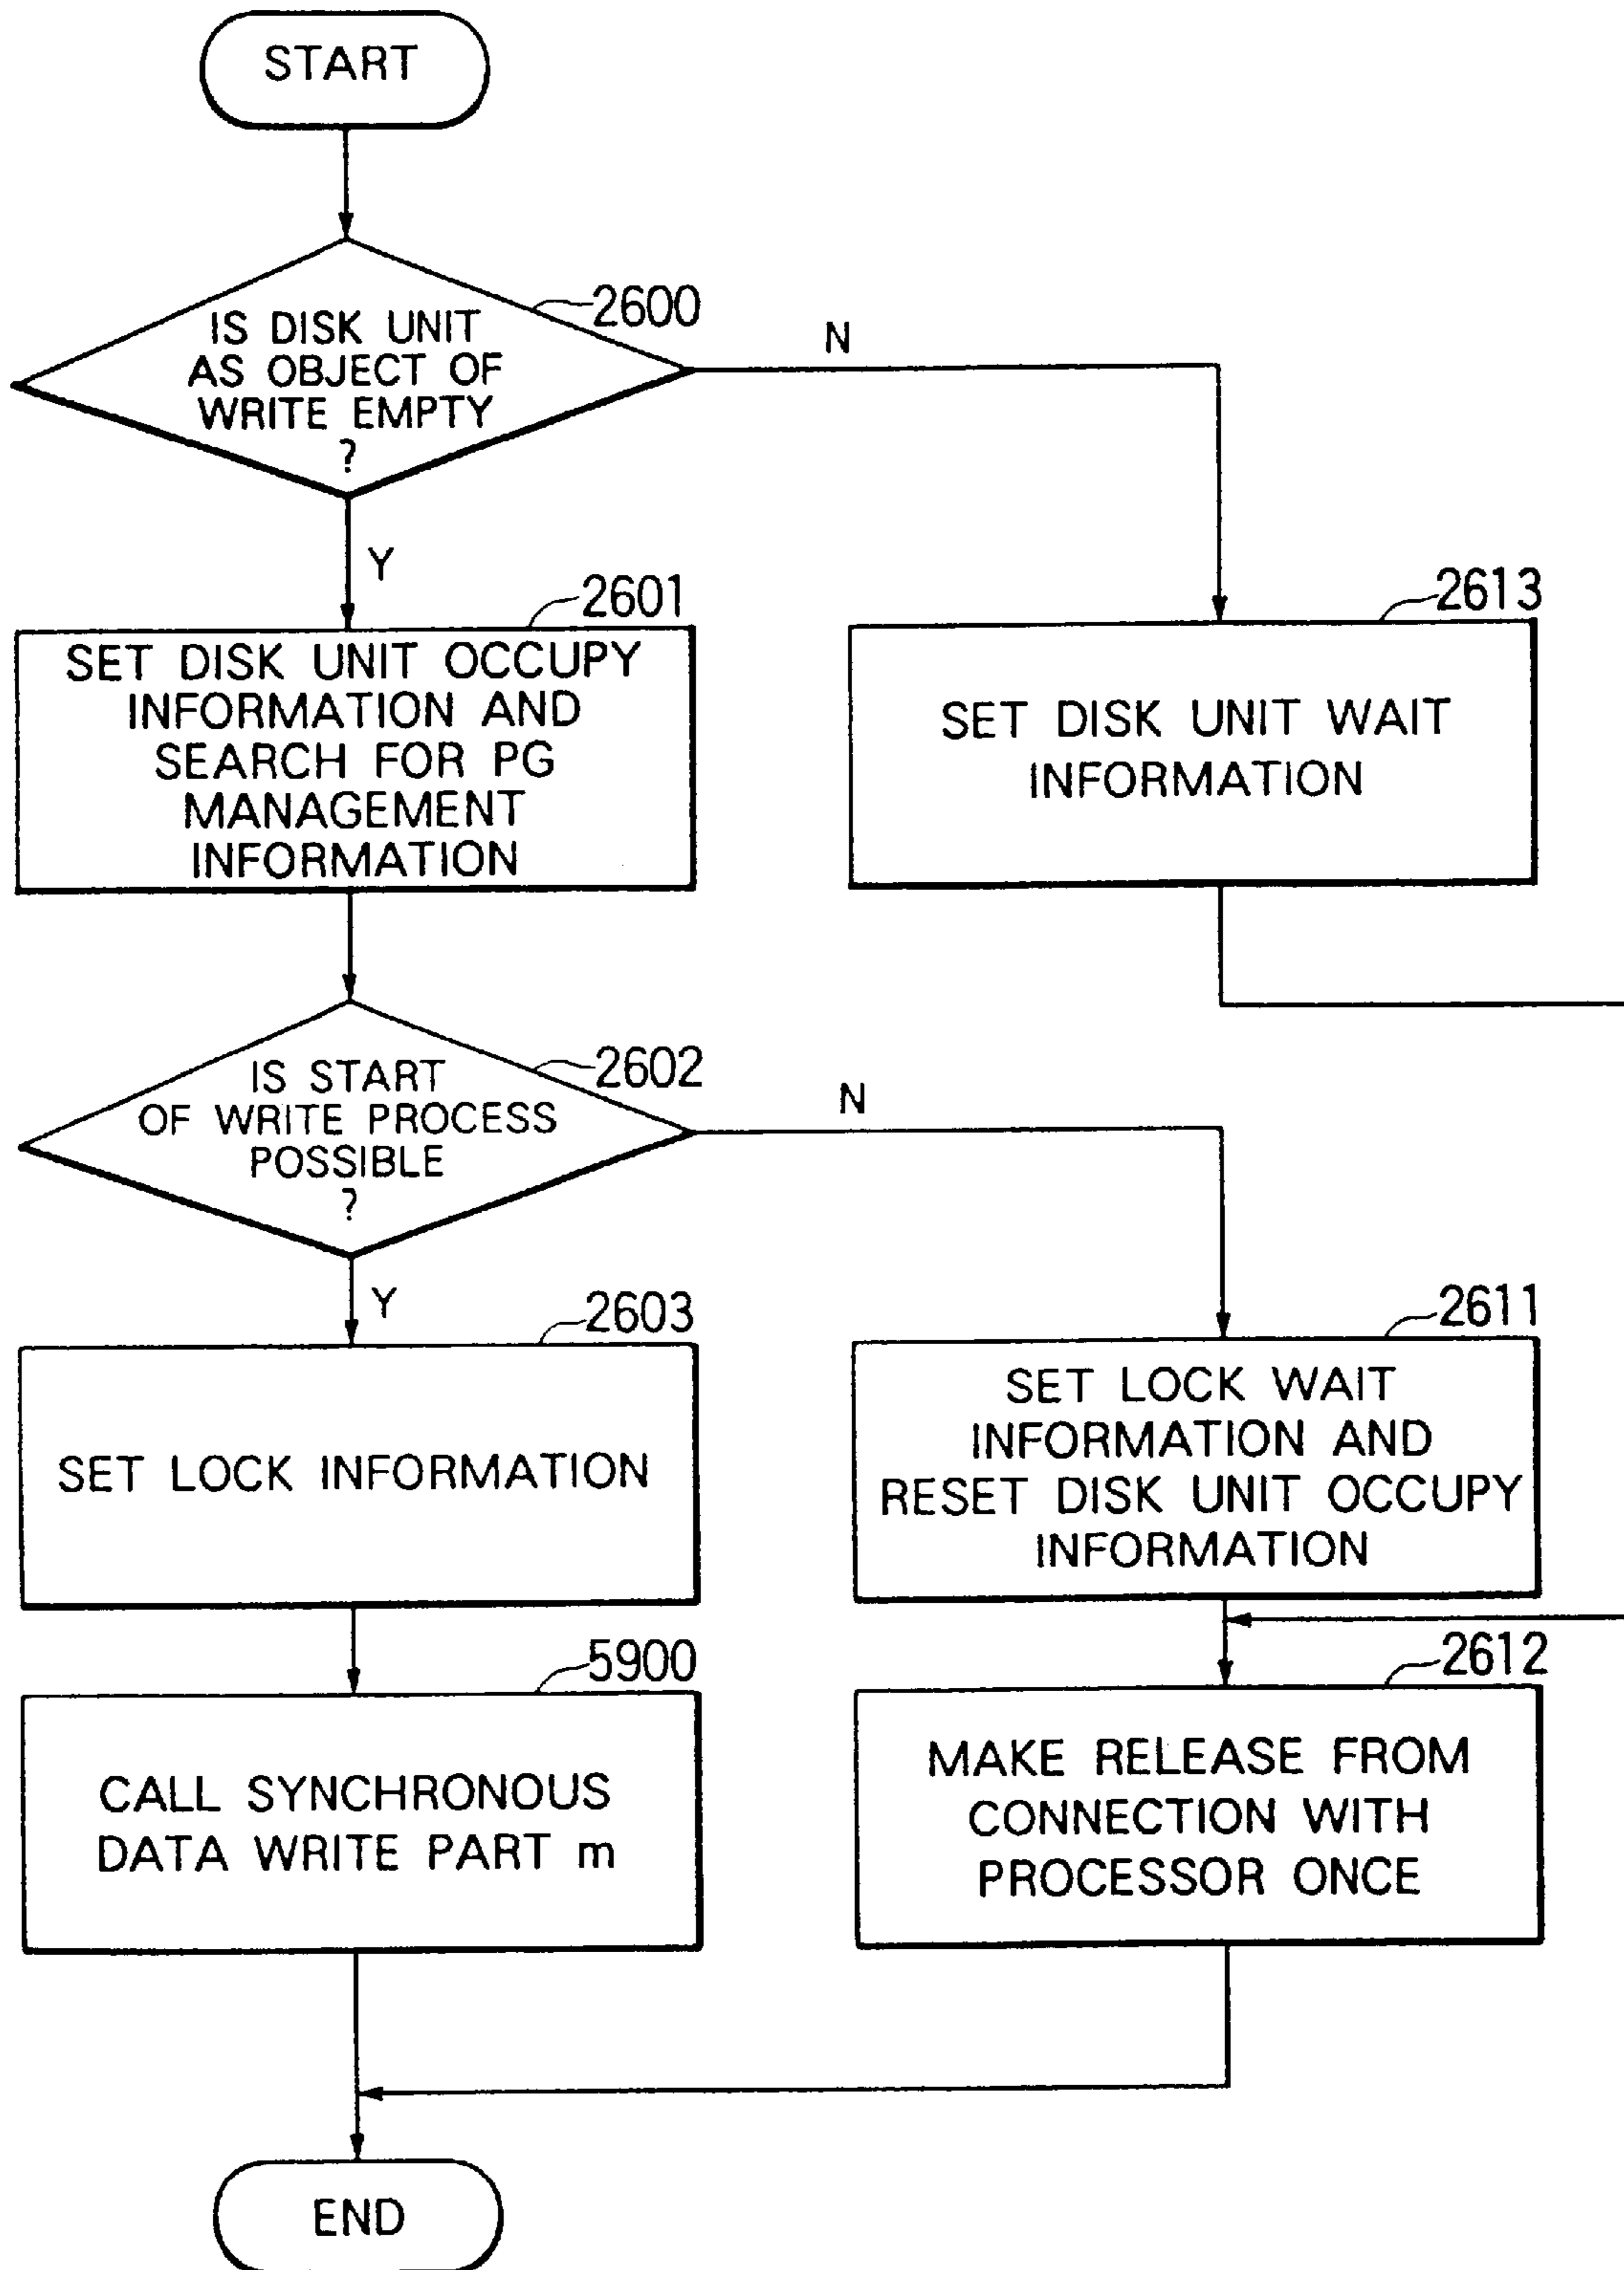 START
2600
IS DISK UNIT
AS OBJECT OF
WRITE EMPTY
?
N
Y
2601
SET DISK UNIT OCCUPY
INFORMATION AND
SEARCH FOR PG
MANAGEMENT
INFORMATION
2613
SET DISK UNIT WAIT
INFORMATION
2602
IS START
OF WRITE PROCESS
POSSIBLE
?
N
Y
2603
SET LOCK INFORMATION
2611
SET LOCK WAIT
INFORMATION AND
RESET DISK UNIT OCCUPY
INFORMATION
5900
CALL SYNCHRONOUS
DATA WRITE PART m
2612
MAKE RELEASE FROM
CONNECTION WITH
PROCESSOR ONCE
END